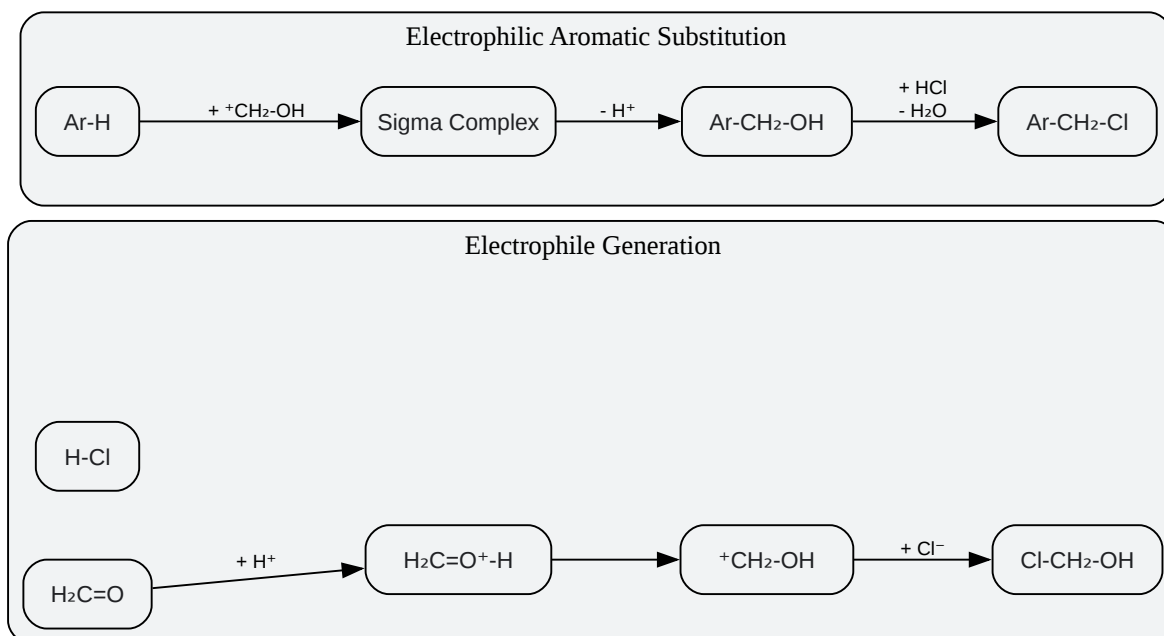 Electrophilic Aromatic Substitution
Ar-H
+ ⁺CH₂-OH
Sigma Complex
- H⁺
Ar-CH₂-OH
+ HCl
- H₂O
Ar-CH₂-Cl
Electrophile Generation
H-Cl
H₂C=O
+ H⁺
H₂C=O⁺-H
⁺CH₂-OH
+ Cl⁻
Cl-CH₂-OH